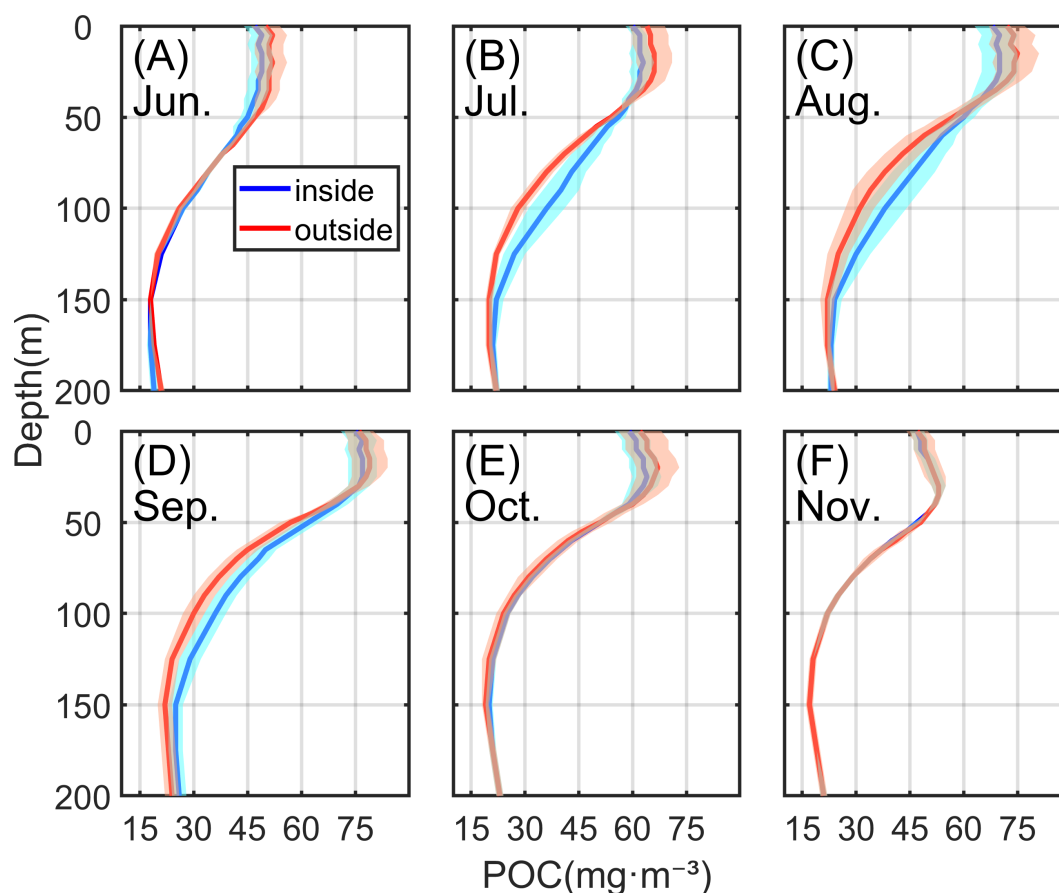 0
50
100
150
200
(A)
Jun.
inside
outside
(B)
Jul.
(C)
Aug.
Depth(m)
0
50
100
150
200
(D)
Sep.
(E)
Oct.
(F)
Nov.
15 30 45 60 75
15 30 45 60 75
15 30 45 60 75
POC(mg·m⁻³)